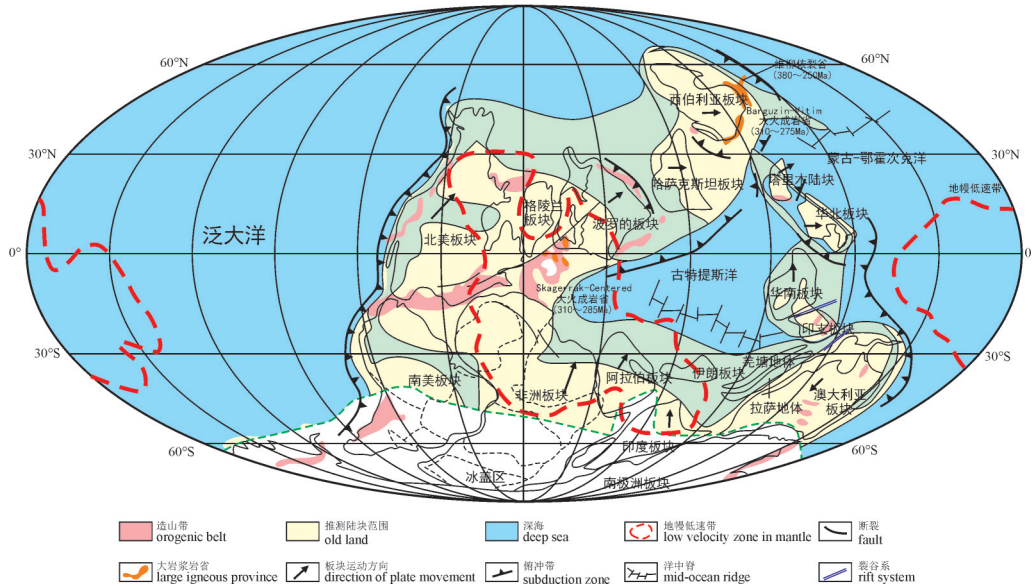 60°N
60°N
维柳依裂谷
(380～250Ma)
西伯利亚板块
Barguzin-Vitim
大火成岩省
(310～275Ma)
30°N
30°N
蒙古-鄂霍次克洋
哈萨克斯坦板块
塔里木陆块
地幔低速带
格陵兰
板块
波罗的板块
华北板块
泛大洋
北美板块
0°
0
古特提斯洋
Skagerrak-Centered
大火成岩省
(310～285Ma)
华南板块
印支板块
30°S
30°S
羌塘地体
南美板块
非洲板块
阿拉伯板块
伊朗板块
拉萨地体
澳大利亚
板块
60°S
60°S
印度板块
冰盖区
南极洲板块
造山带
orogenic belt
推测陆块范围
old land
深海
deep sea
地幔低速带
low velocity zone in mantle
断裂
fault
大岩浆岩省
large igneous province
板块运动方向
direction of plate movement
俯冲带
subduction zone
洋中脊
mid-ocean ridge
裂谷系
rift system